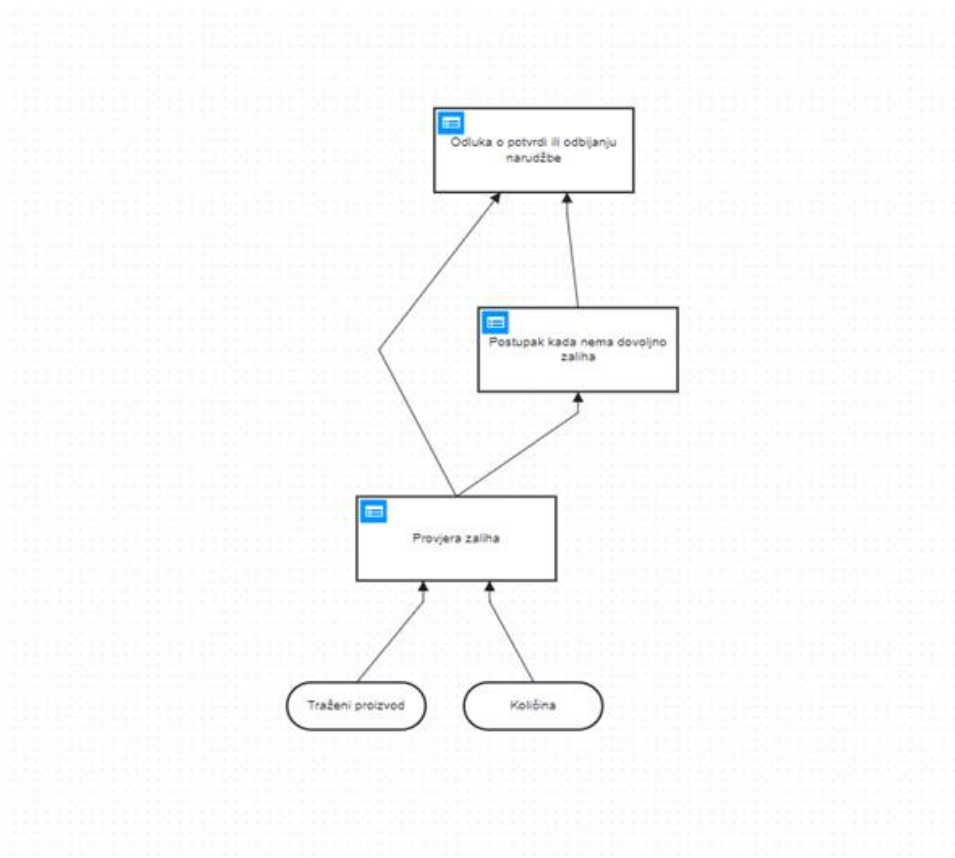 Odluka o potvrdi ili odbijanju
narudžbe
Postupak kada nema dovoljno
zaliha
Provjera zaliha
Traženi proizvod
Količina